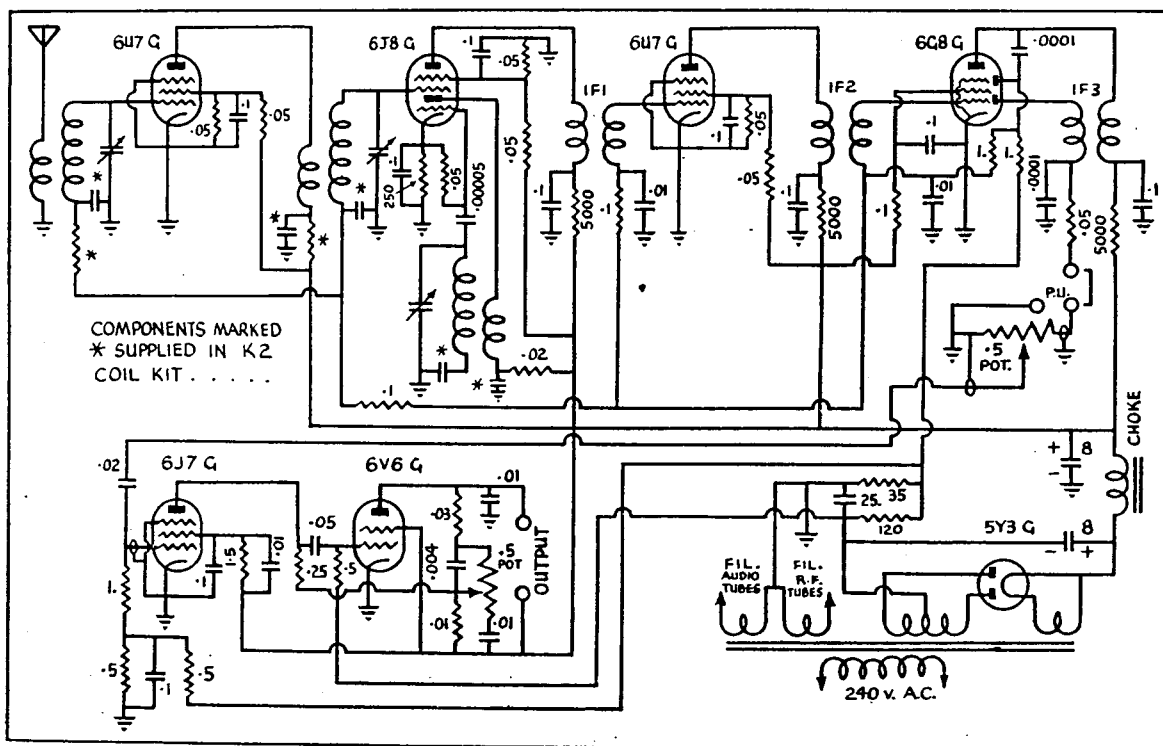 6U7 G
6J8 G
6U7 G
6G8 G
.0001
.1
.05
IF1
IF2
IF3
.05
.1
.05
.1
.05
.05
.05
.1
1.
1.
*
.1
250
.05
.00005
*
.1
5000
.1
.01
.1
5000
.1
.01
.0001
.05
5000
.1
*
*
*
P.U.
.5
POT.
COMPONENTS MARKED
* SUPPLIED IN K2
COIL KIT . . . . .
*
*
.02
.1
CHOKE
+ 8
-
.02
6J7 G
6V6 G
.01
.03
.05
.25
.5
.004
.5
POT
OUTPUT
.01
.01
1.5
.01
.1
1.
.5
.1
.5
25.
35
120
5Y3 G
8
- +
FIL.
AUDIO
TUBES
FIL.
R.F.
TUBES
240 v. A.C.